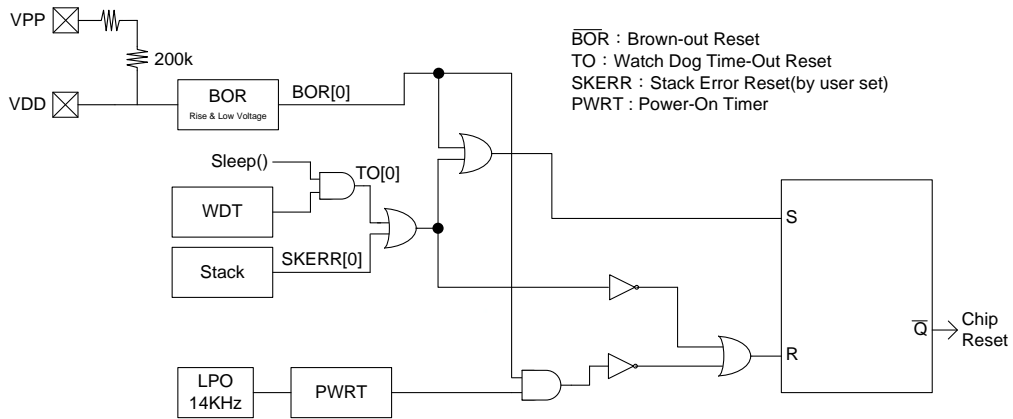 VPP
200k
VDD
BOR
Rise & Low Voltage
BOR[0]
BOR：Brown-out Reset
TO：Watch Dog Time-Out Reset
SKERR：Stack Error Reset(by user set)
PWRT : Power-On Timer
Sleep()
TO[0]
WDT
Stack
SKERR[0]
S
R
Q
Chip
Reset
LPO
14KHz
PWRT